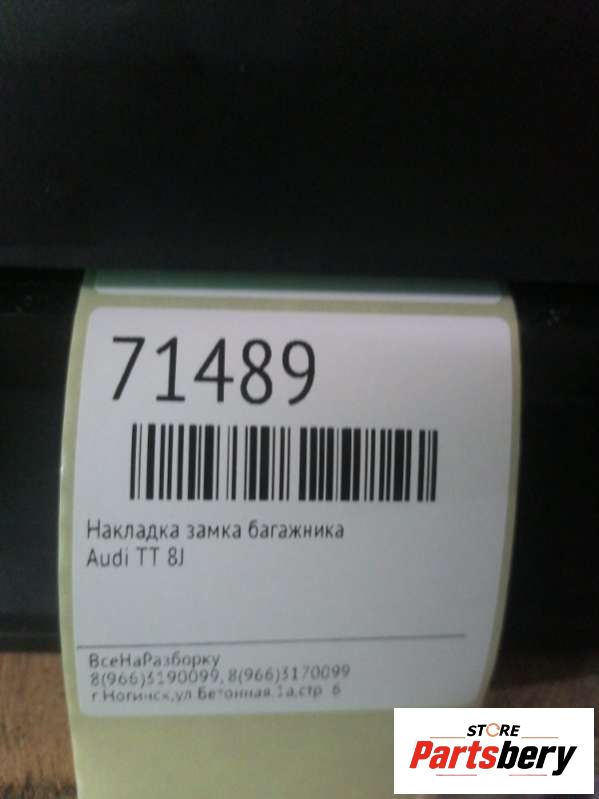 71489
Накладка замка багажника
Audi TT 8J
ВсеНаРазборку
8(966)3190099, 8(966)3170099
г Ногинск,ул Бетонная,1а,стр 6
STORE
Partsbery